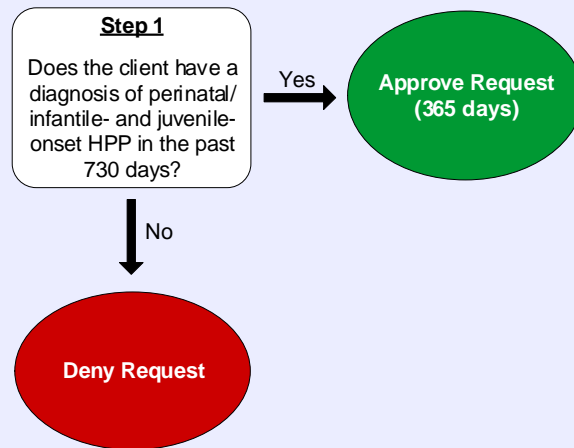 Step 1
Does the client have a
diagnosis of perinatal/
infantile- and juvenile-
onset HPP in the past
730 days?
Yes
Approve Request
(365 days)
No
Deny Request